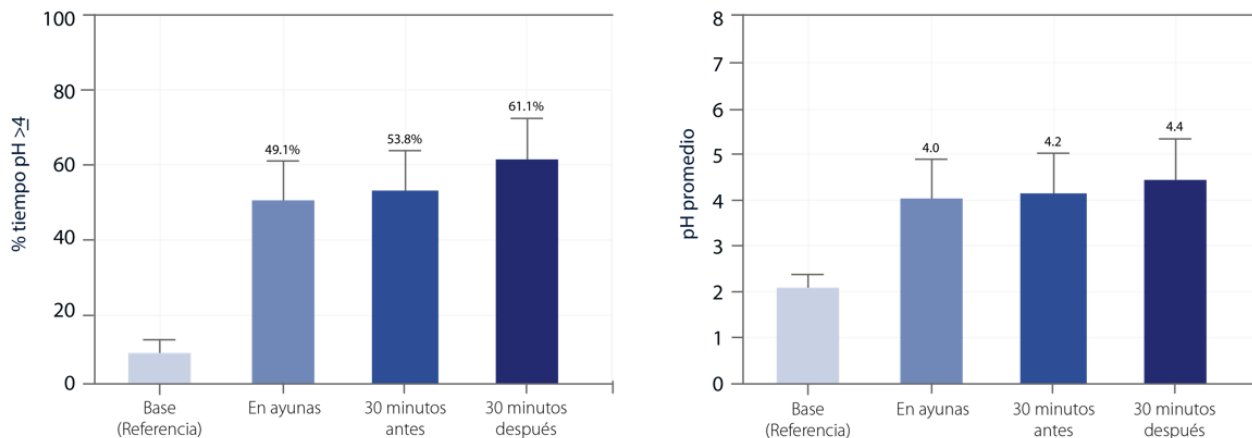 % tiempo pH >4
100
80
60
40
20
0
49.1%
53.8%
61.1%
Base
(Referencia)
En ayunas
30 minutos
antes
30 minutos
después
pH promedio
8
7
6
5
4
3
2
1
0
4.0
4.2
4.4
Base
(Referencia)
En ayunas
30 minutos
antes
30 minutos
después